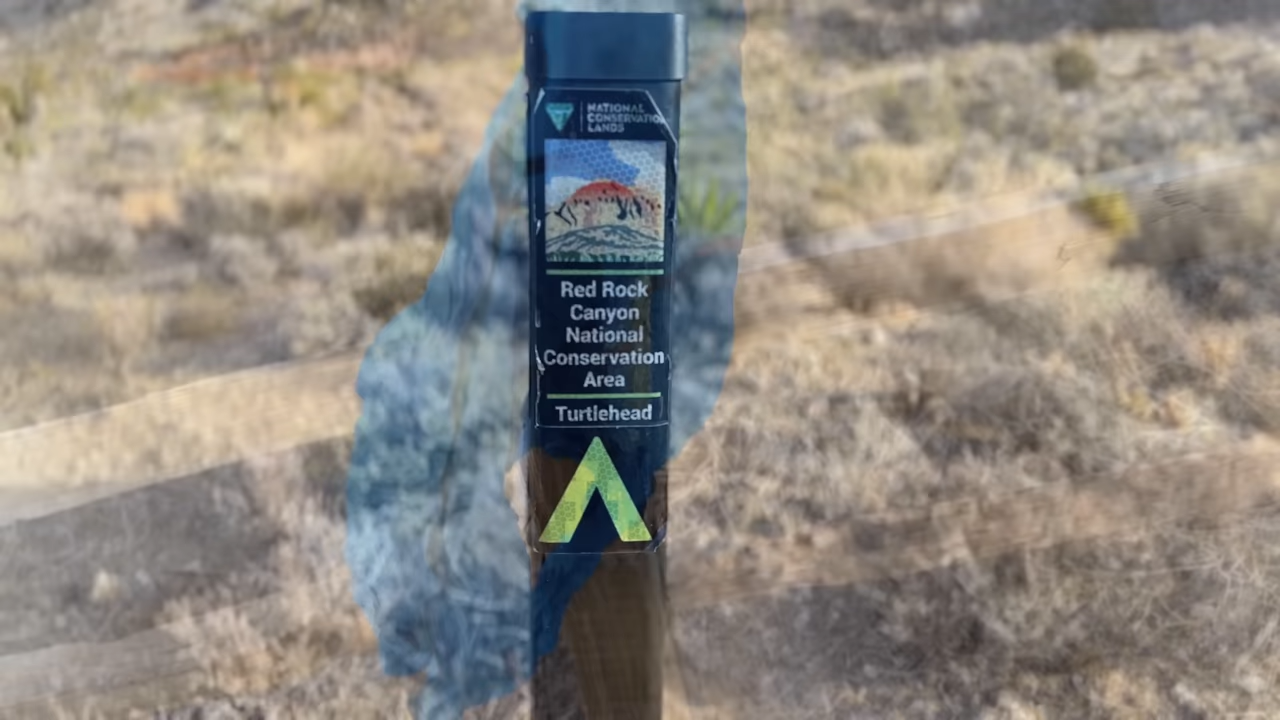 NATIONAL
CONSERVATION
LANDS
Red Rock
Canyon
National
Conservation
Area
Turtlehead